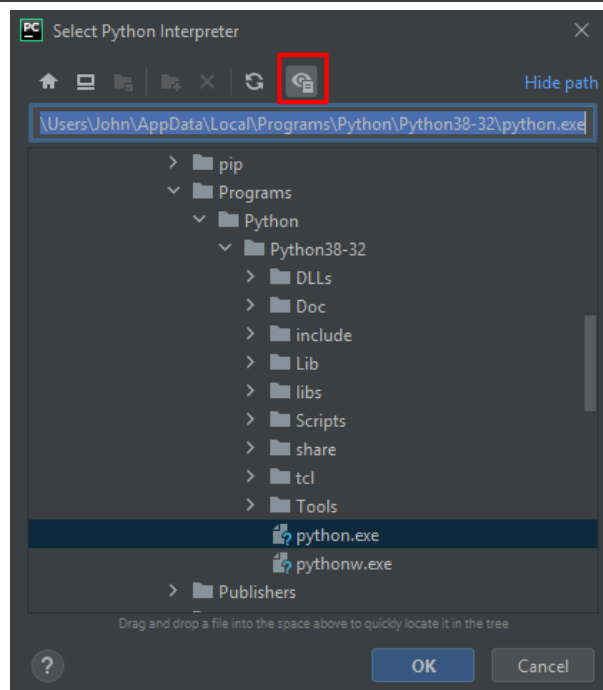 PC Select Python Interpreter
Hide path
\Users\John\AppData\Local\Programs\Python\Python38-32\python.exe
pip
Programs
Python
Python38-32
DLLs
Doc
include
Lib
libs
Scripts
share
tcl
Tools
python.exe
pythonw.exe
Publishers
Drag and drop a file into the space above to quickly locate it in the tree
? OK Cancel